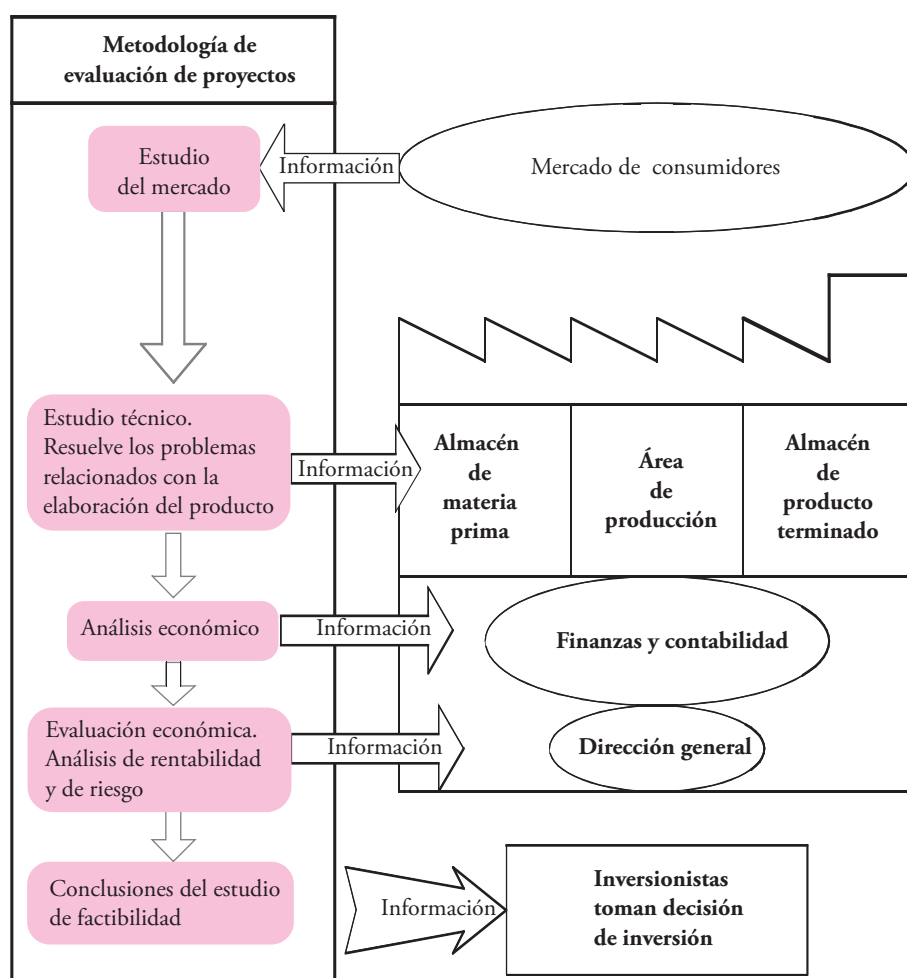 Metodología de
evaluación de proyectos
Estudio
del mercado
Información
Mercado de consumidores
Estudio técnico.
Resuelve los problemas
relacionados con la
elaboración del producto
Información
Almacén
de
materia
prima
Área
de
producción
Almacén
de
producto
terminado
Análisis económico
Información
Finanzas y contabilidad
Evaluación económica.
Análisis de rentabilidad
y de riesgo
Información
Dirección general
Conclusiones del estudio
de factibilidad
Información
Inversionistas
toman decisión
de inversión